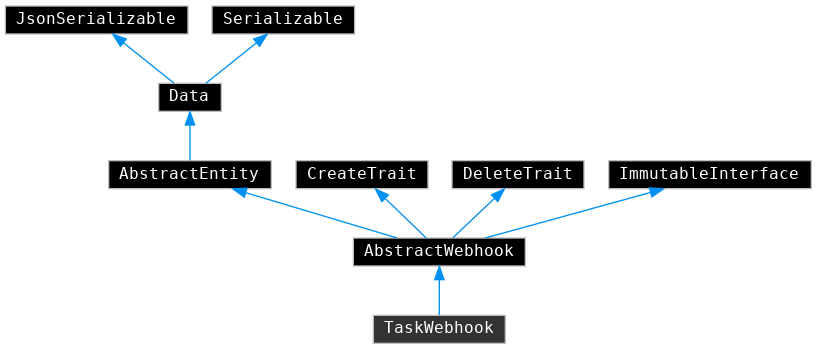 JsonSerializable
Serializable
Data
AbstractEntity
CreateTrait
DeleteTrait
ImmutableInterface
AbstractWebhook
TaskWebhook